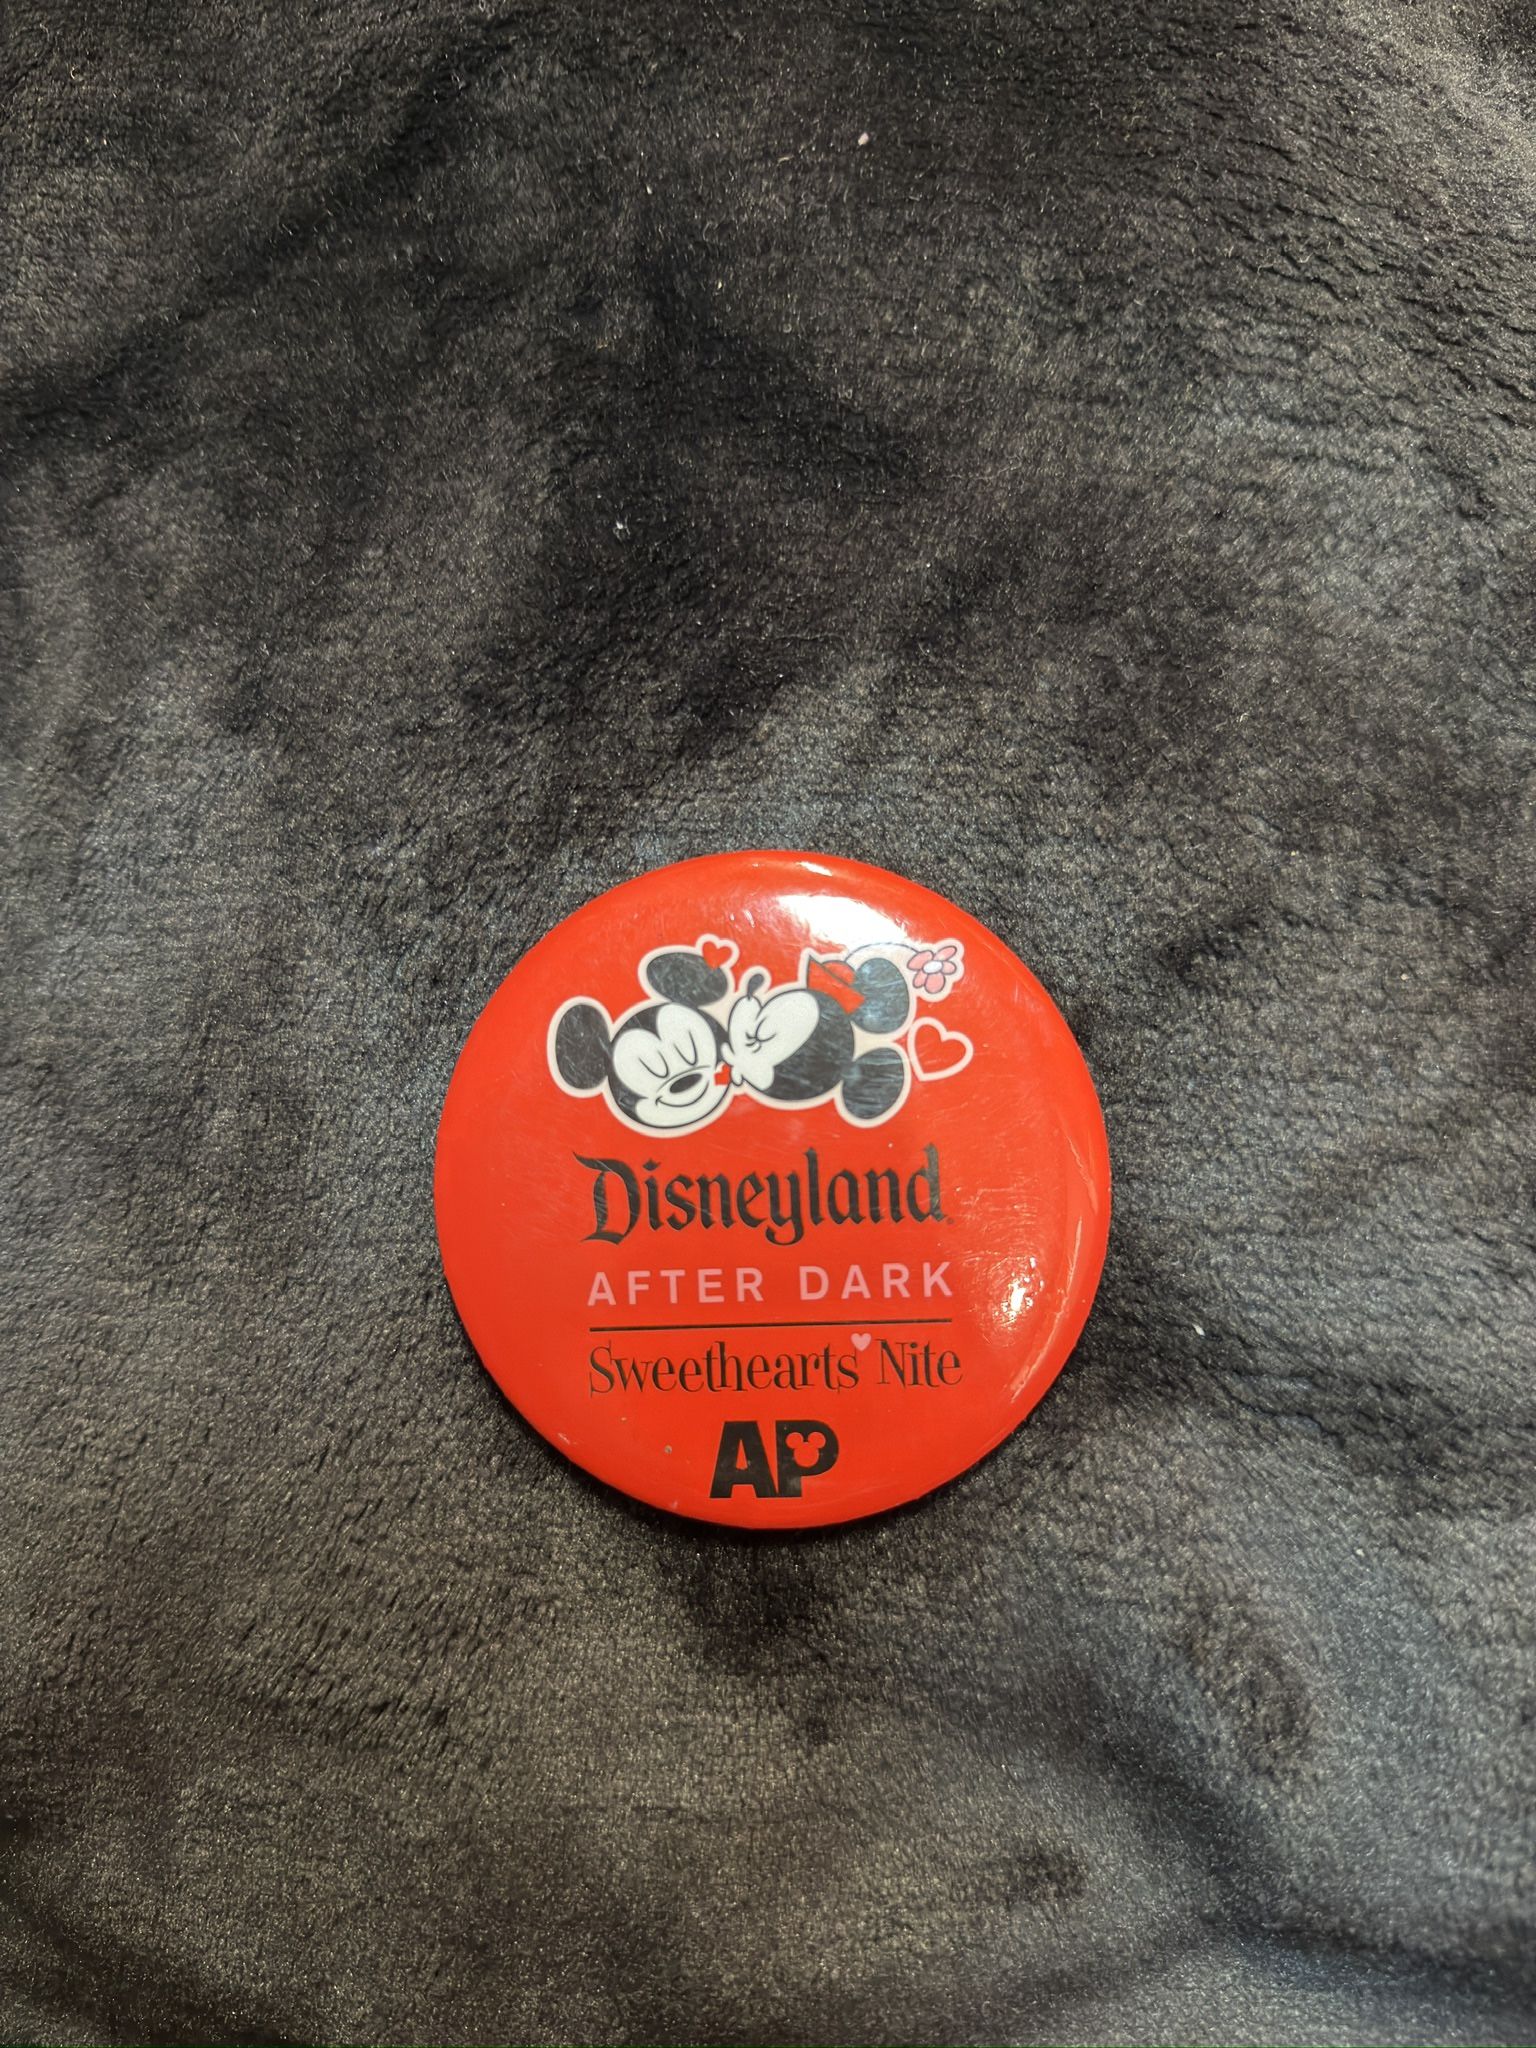 Disneyland®
AFTER DARK
Sweethearts' Nite
AP